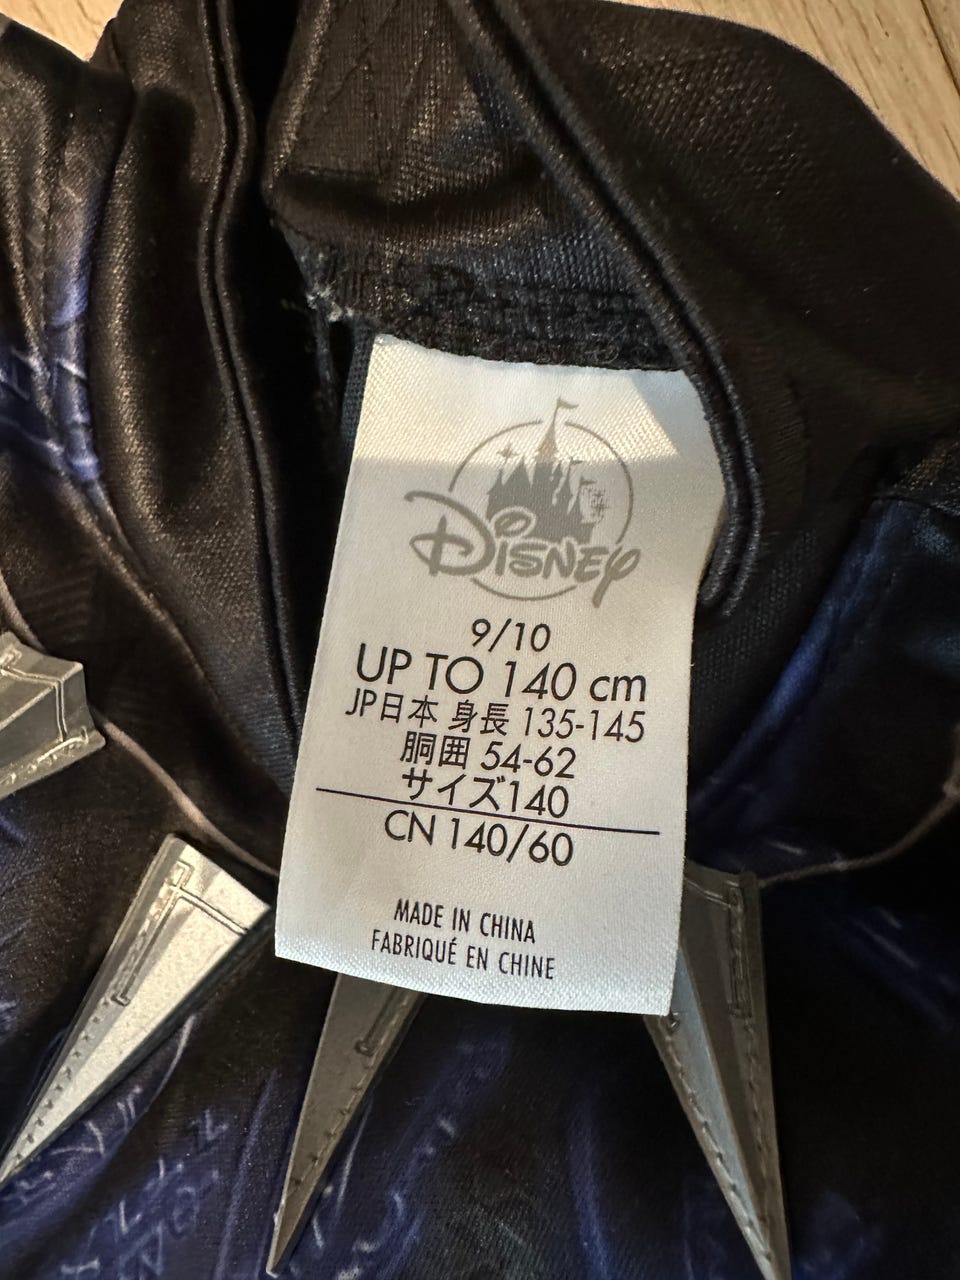 Disney
9/10
UP TO 140 cm
JP日本 身長 135-145
胴囲 54-62
サイズ140
CN 140/60
MADE IN CHINA
FABRIQUÉ EN CHINE